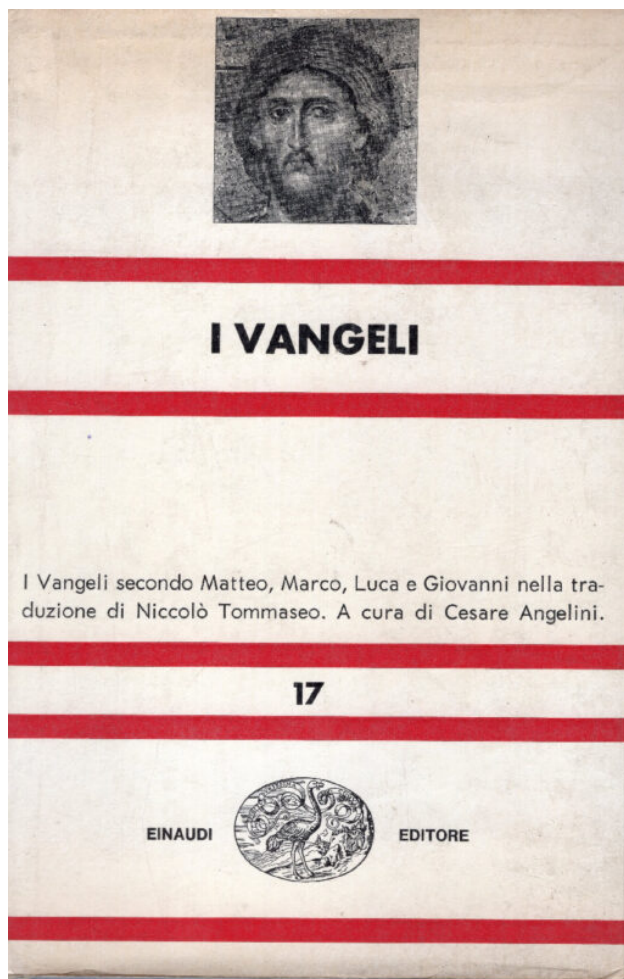 I VANGELI
I Vangeli secondo Matteo, Marco, Luca e Giovanni nella tra-
duzione di Niccolò Tommaseo. A cura di Cesare Angelini.
17
EINAUDI EDITORE